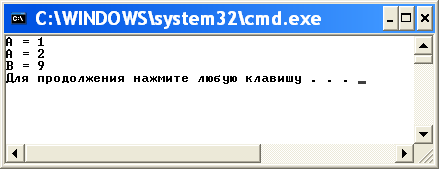 C:\WINDOWS\system32\cmd.exe
A = 1
A = 2
B = 9
Для продолжения нажмите любую клавишу . . .